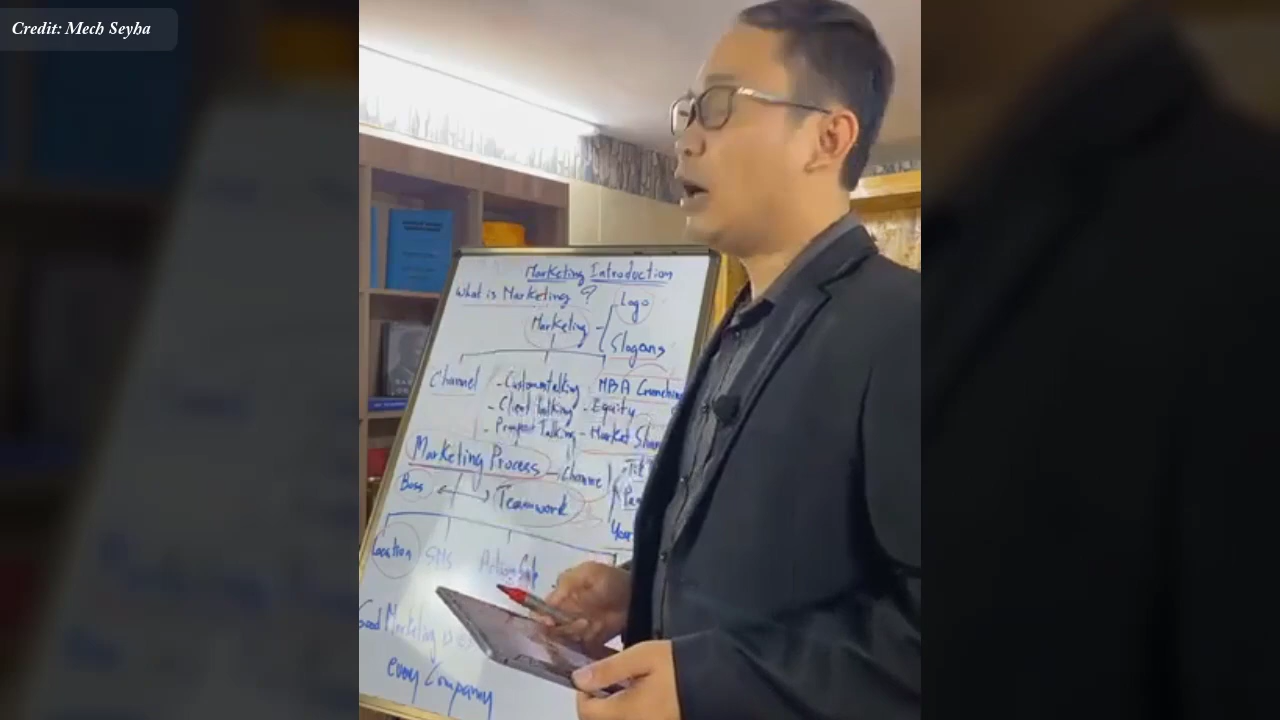 Credit: Mech Seyha
Marketing Introduction
What is Marketing ?
Logo
Marketing
Slogans
Channel
- Customer talking
MBA
- Client Talking
- Equity
- Prospect Talking
- Market Share
Marketing Process
- Channel
Boss
Teamwork
Location
SMS
Good Marketing is
every Company